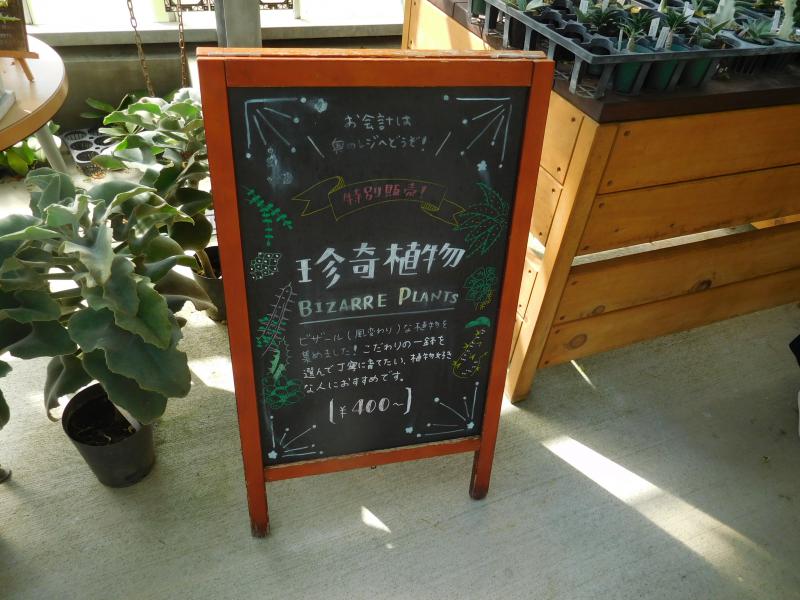 お会計は
奥のレジへどうぞ！
特別販売！
珍奇植物
BIZARRE PLANTS
ビザール（風変わり）な植物を
集めました！こだわりの一鉢を
選んで丁寧に育てたい、植物好き
な人におすすめです。
[¥400～]